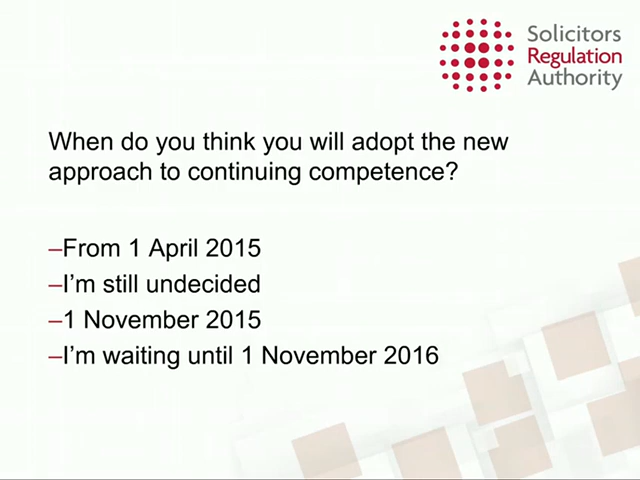 Solicitors
Regulation
Authority
When do you think you will adopt the new
approach to continuing competence?
–From 1 April 2015
–I'm still undecided
–1 November 2015
–I'm waiting until 1 November 2016